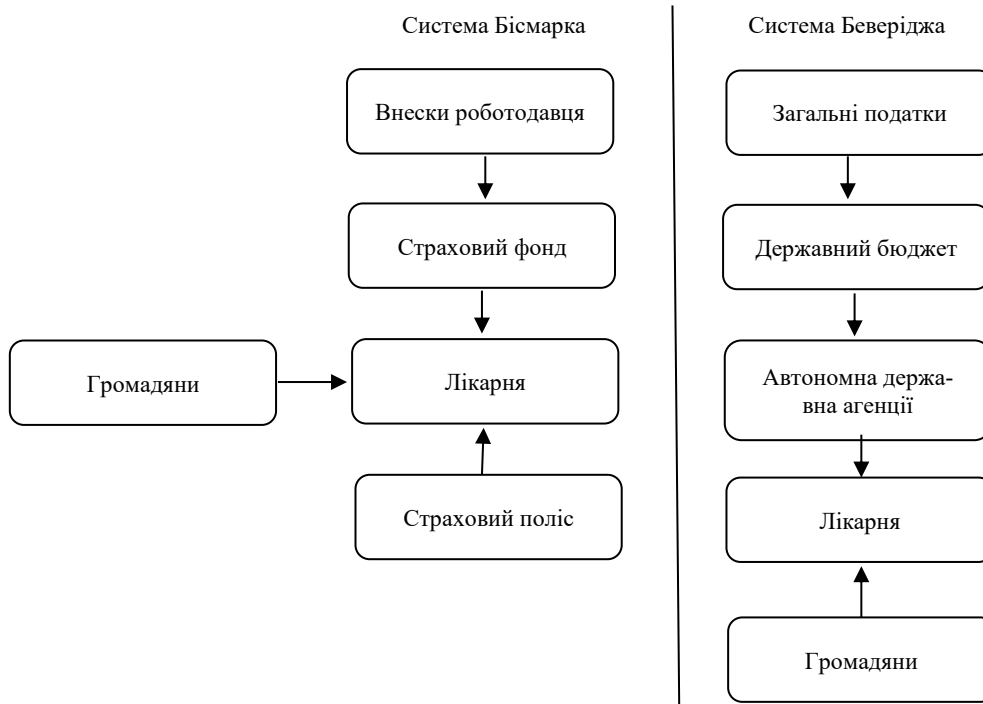 Система Бісмарка
Внески роботодавця
Страховий фонд
Громадяни
Лікарня
Страховий поліс
Система Беверіджа
Загальні податки
Державний бюджет
Автономна держа-
вна агенції
Лікарня
Громадяни